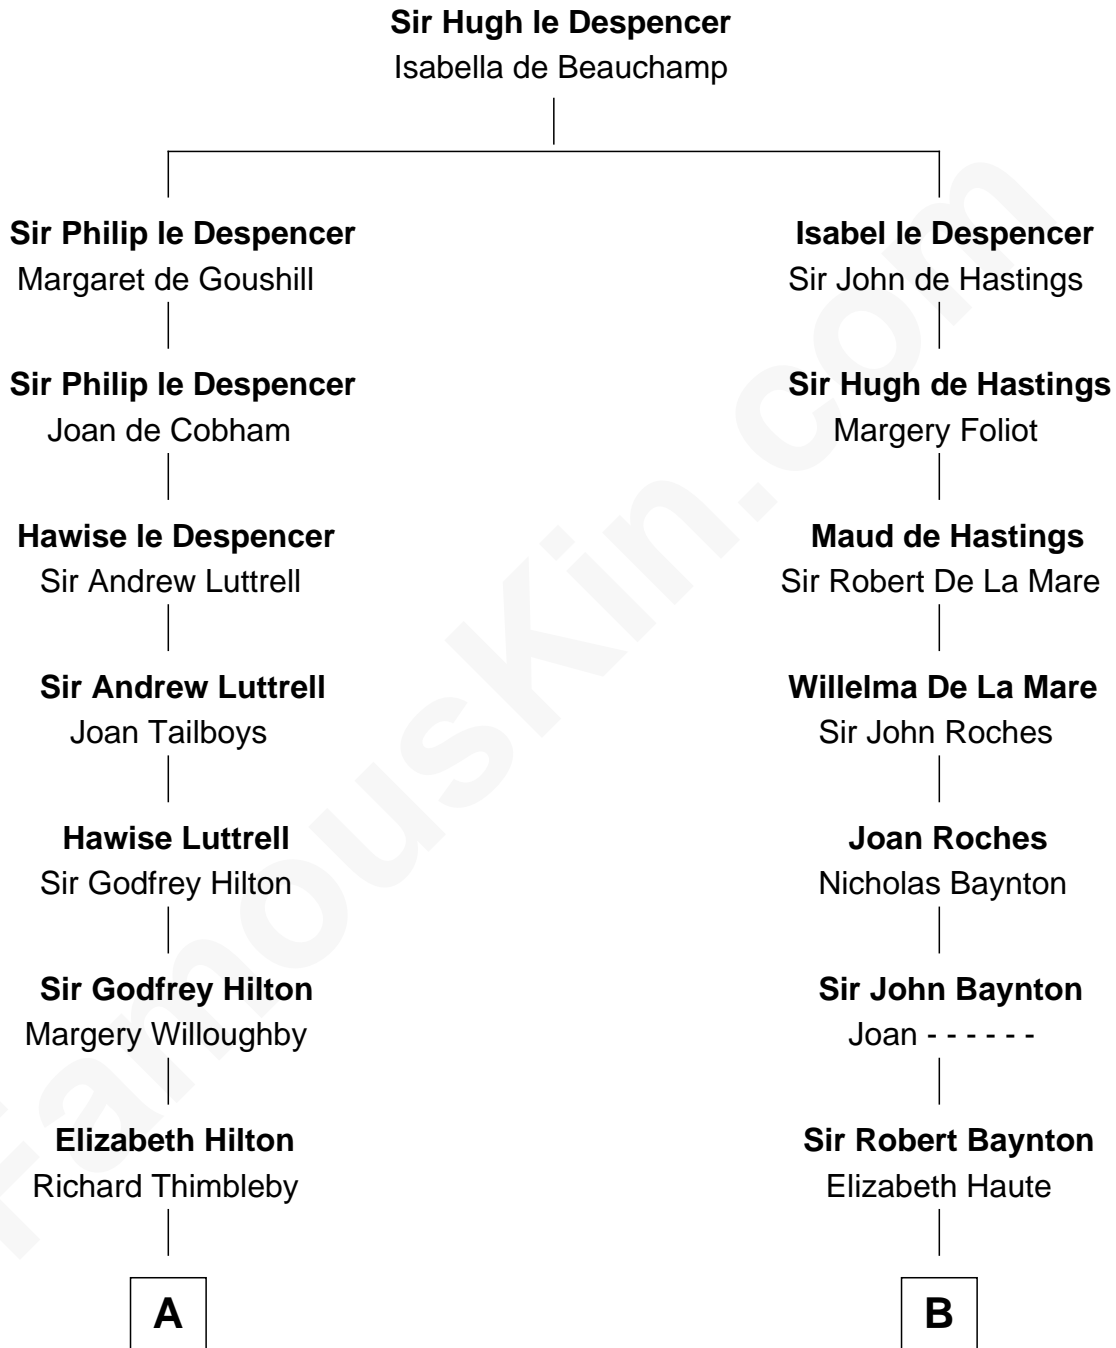 Sir Hugh le Despencer
Isabella de Beauchamp
Sir Philip le Despencer
Margaret de Goushill
Sir Philip le Despencer
Joan de Cobham
Hawise le Despencer
Sir Andrew Luttrell
Sir Andrew Luttrell
Joan Tailboys
Hawise Luttrell
Sir Godfrey Hilton
Sir Godfrey Hilton
Margery Willoughby
Elizabeth Hilton
Richard Thimbleby
A
Isabel le Despencer
Sir John de Hastings
Sir Hugh de Hastings
Margery Foliot
Maud de Hastings
Sir Robert De La Mare
Willelma De La Mare
Sir John Roches
Joan Roches
Nicholas Baynton
Sir John Baynton
Joan - - - - - -
Sir Robert Baynton
Elizabeth Haute
B
FamousKin.com